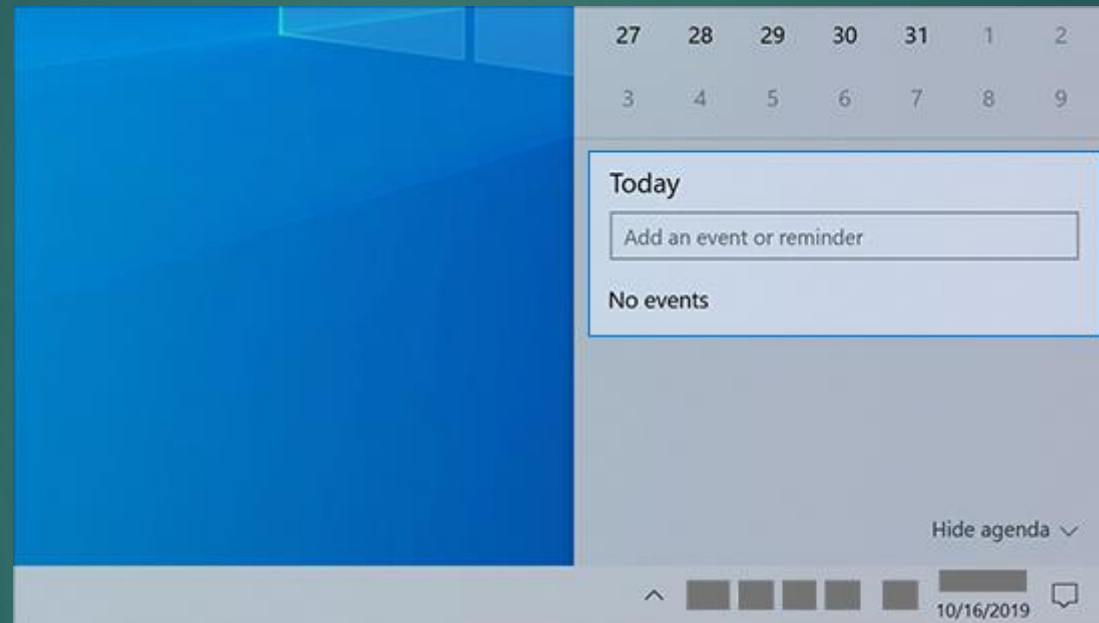 27 28 29 30 31 1 2
3 4 5 6 7 8 9
Today
Add an event or reminder
No events
Hide agenda
10/16/2019